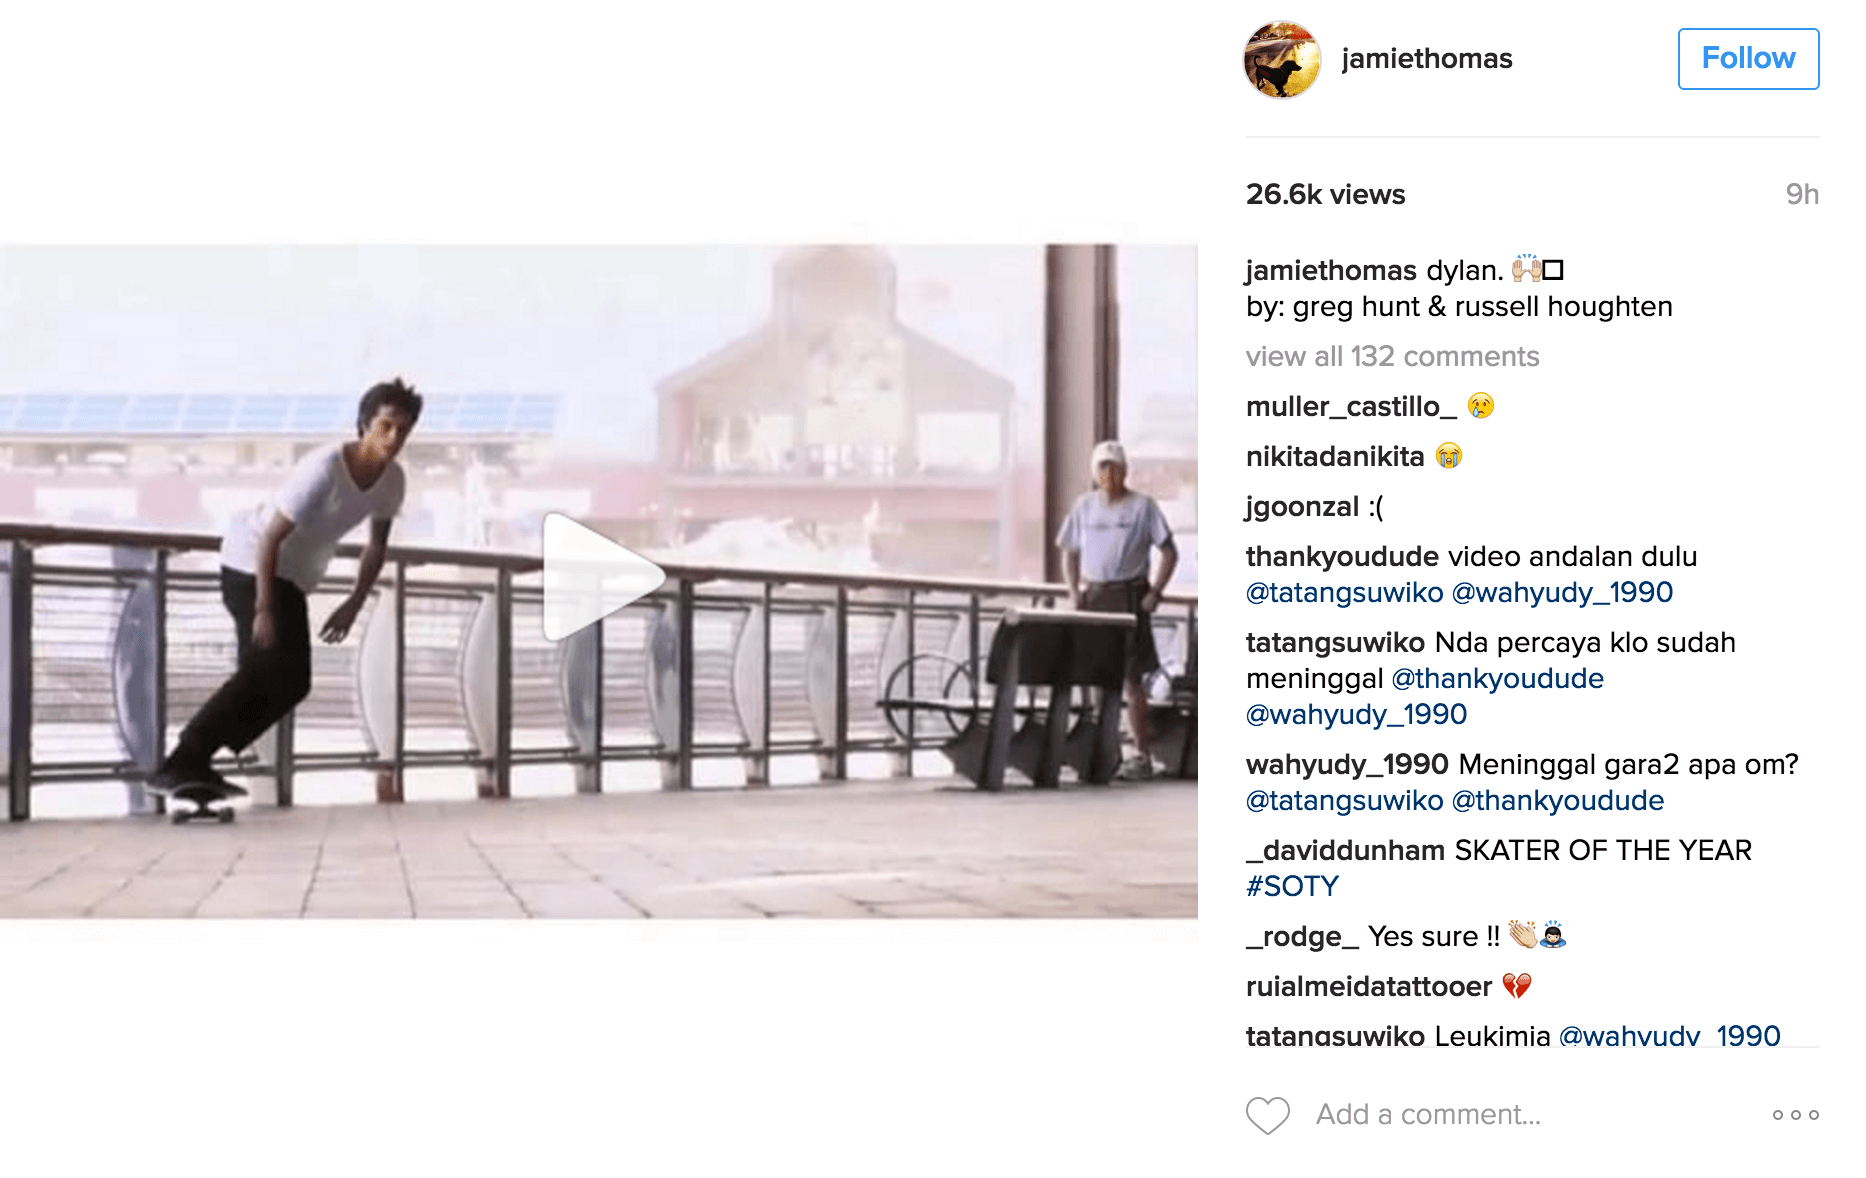 jamiethomas
Follow
26.6k views
9h
jamiethomas dylan. 🙌🏼□
by: greg hunt & russell houghten
view all 132 comments
muller_castillo_ 😢
nikitadanikita 😭
jgoonzal :(
thankyoudude video andalan dulu
@tatangsuwiko @wahyudy_1990
tatangsuwiko Nda percaya klo sudah
meninggal @thankyoudude
@wahyudy_1990
wahyudy_1990 Meninggal gara2 apa om?
@tatangsuwiko @thankyoudude
_daviddunham SKATER OF THE YEAR
#SOTY
_rodge_ Yes sure !! 👏🏼🙇🏻
ruialmeidatattooer 💔
tatangsuwiko Leukimia @wahyudy_1990
Add a comment...